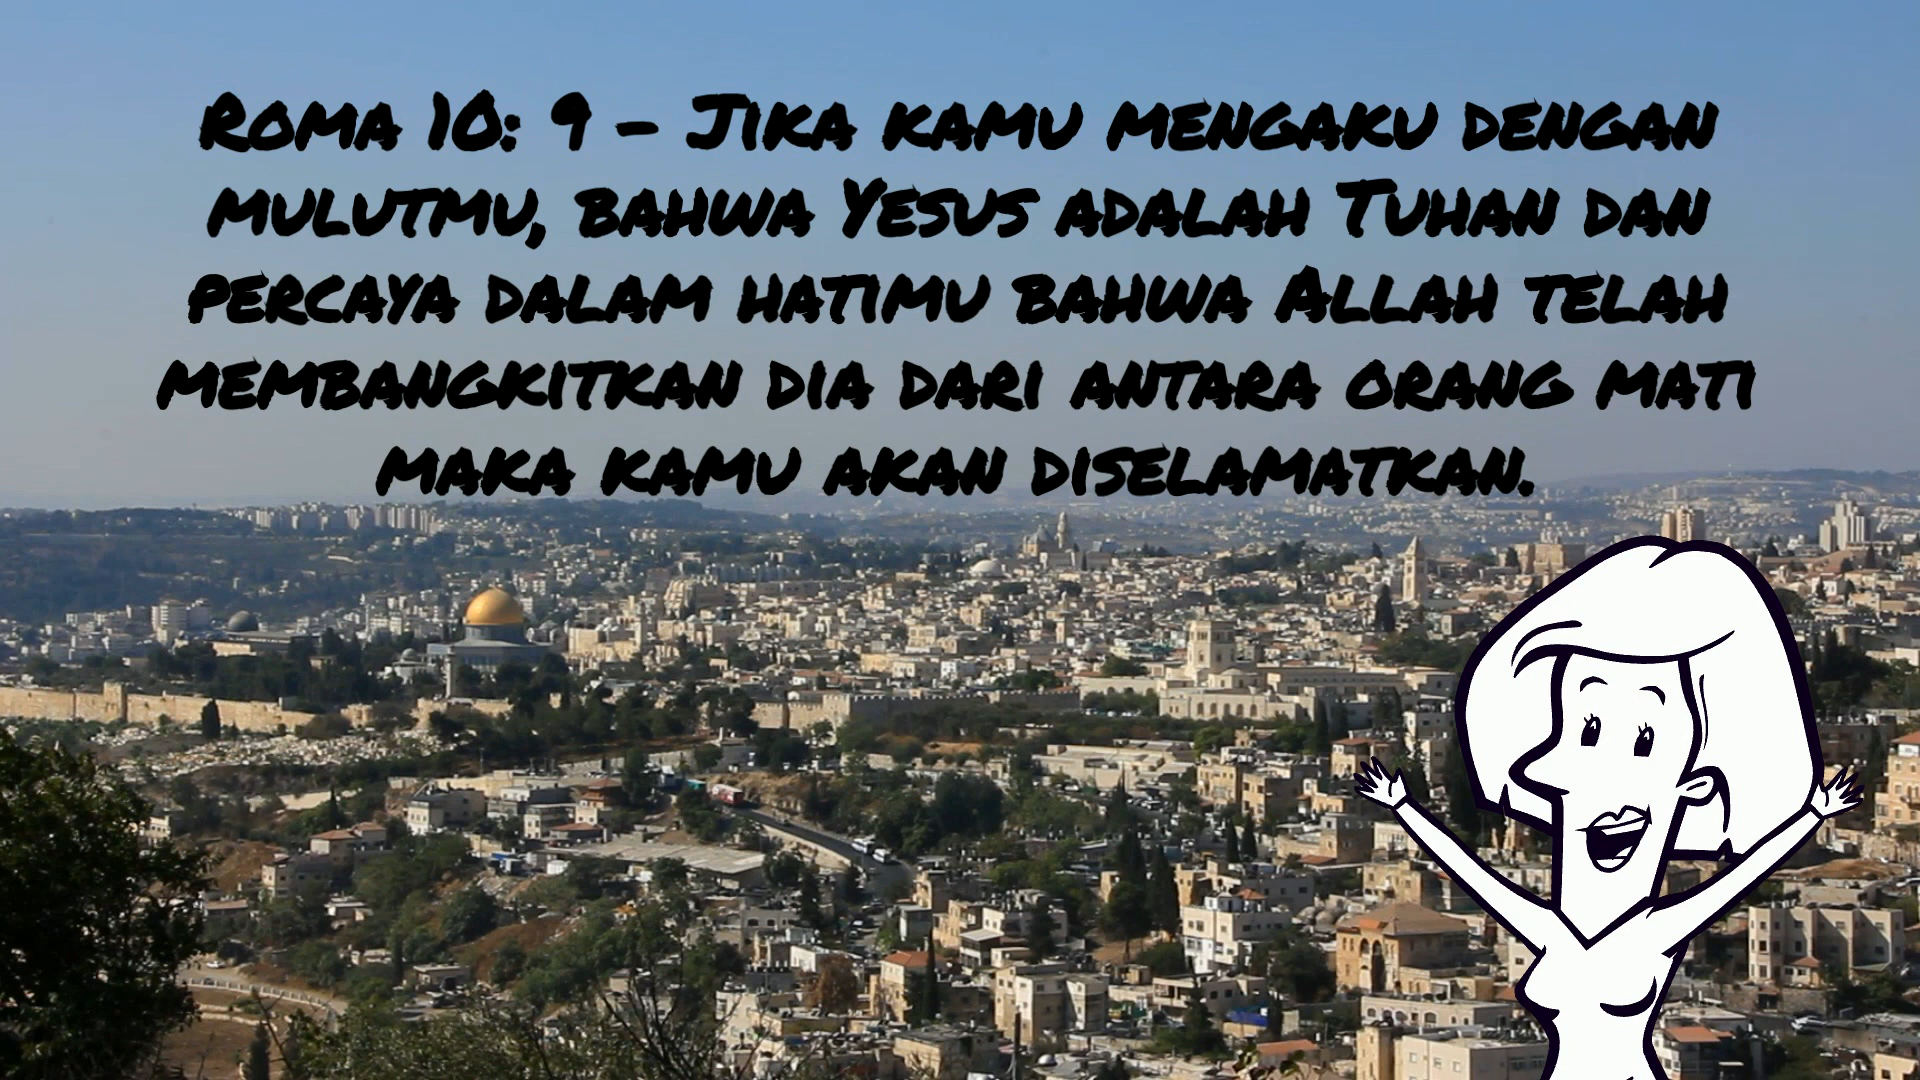 Roma 10: 9 - Jika kamu mengaku dengan
mulutmu, bahwa Yesus adalah Tuhan dan
percaya dalam hatimu bahwa Allah telah
membangkitkan dia dari antara orang mati
maka kamu akan diselamatkan.